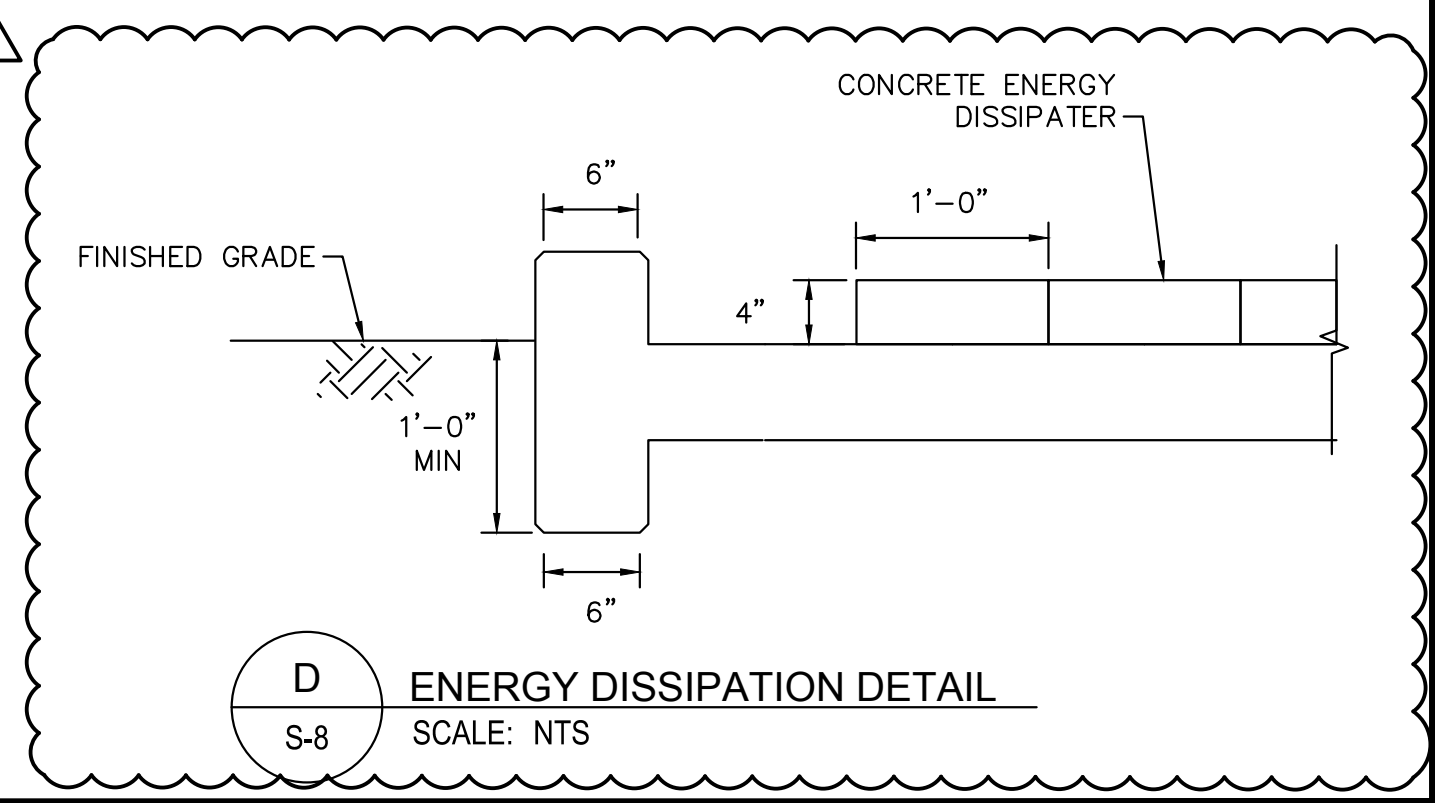 CONCRETE ENERGY
DISSIPATER
6”
1’-0”
FINISHED GRADE
4”
1’-0”
MIN
6”
D
S-8
ENERGY DISSIPATION DETAIL
SCALE: NTS